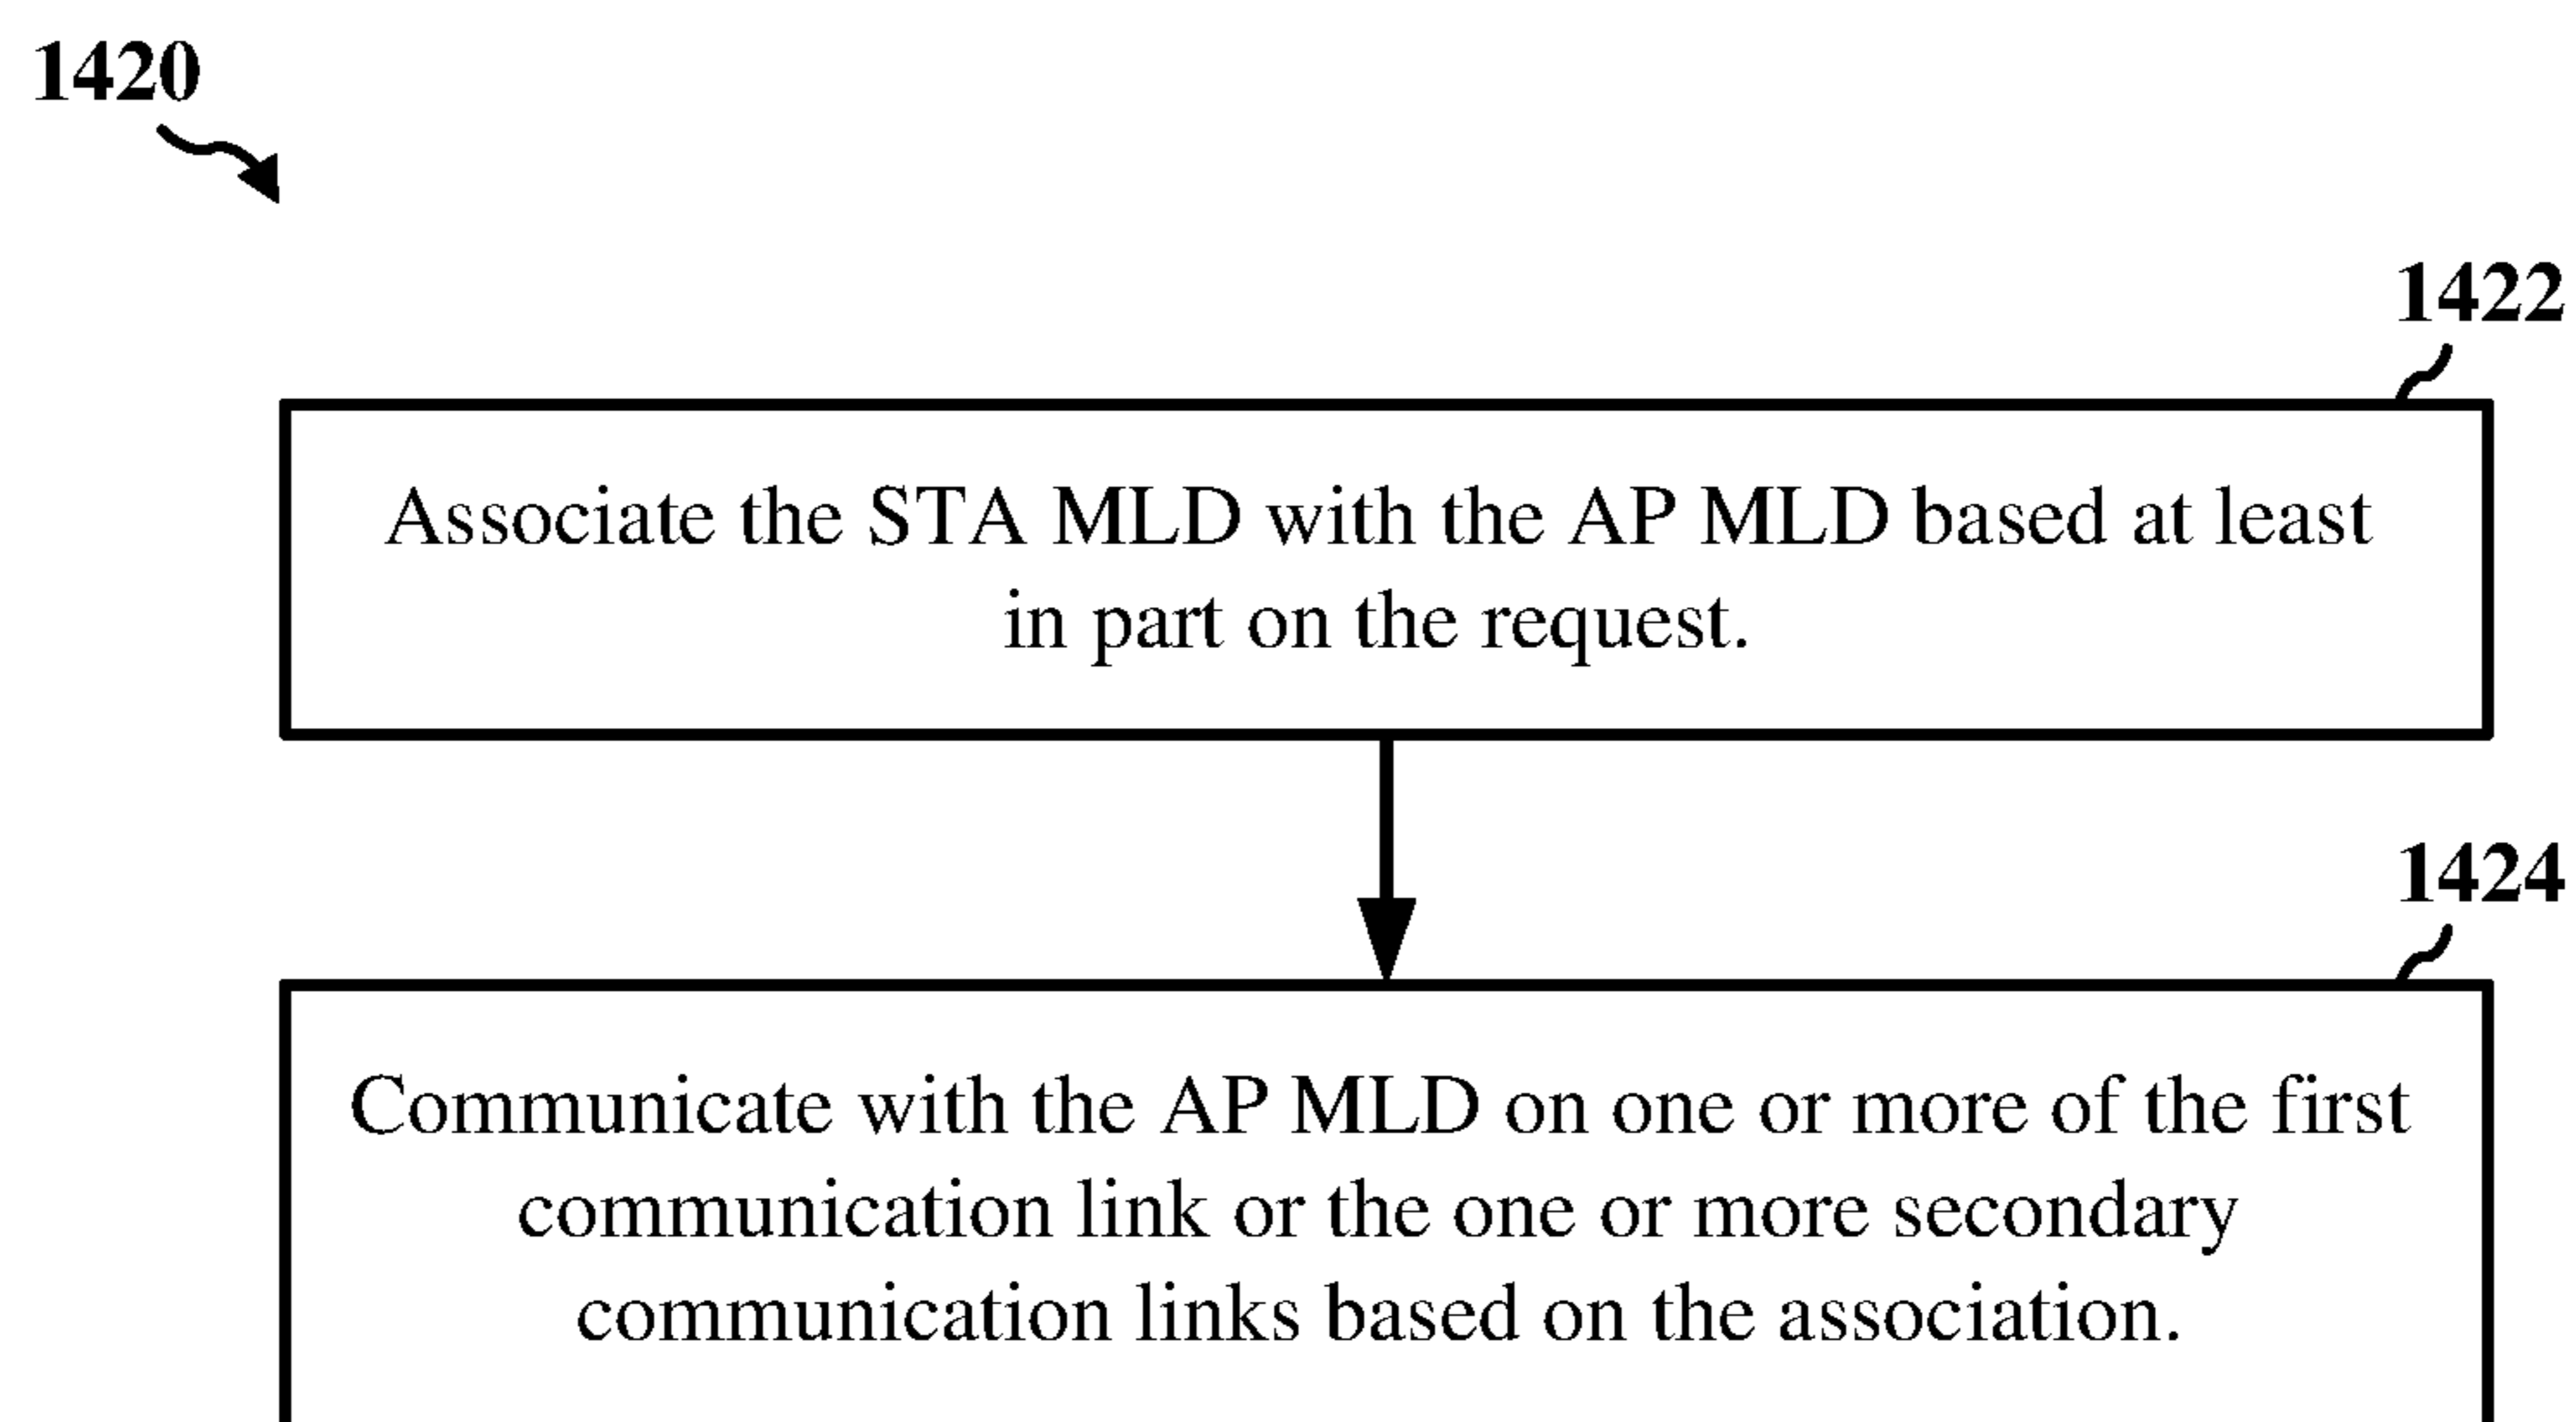 1420
1422
Associate the STA MLD with the AP MLD based at least
in part on the request.
1424
Communicate with the AP MLD on one or more of the first
communication link or the one or more secondary
communication links based on the association.